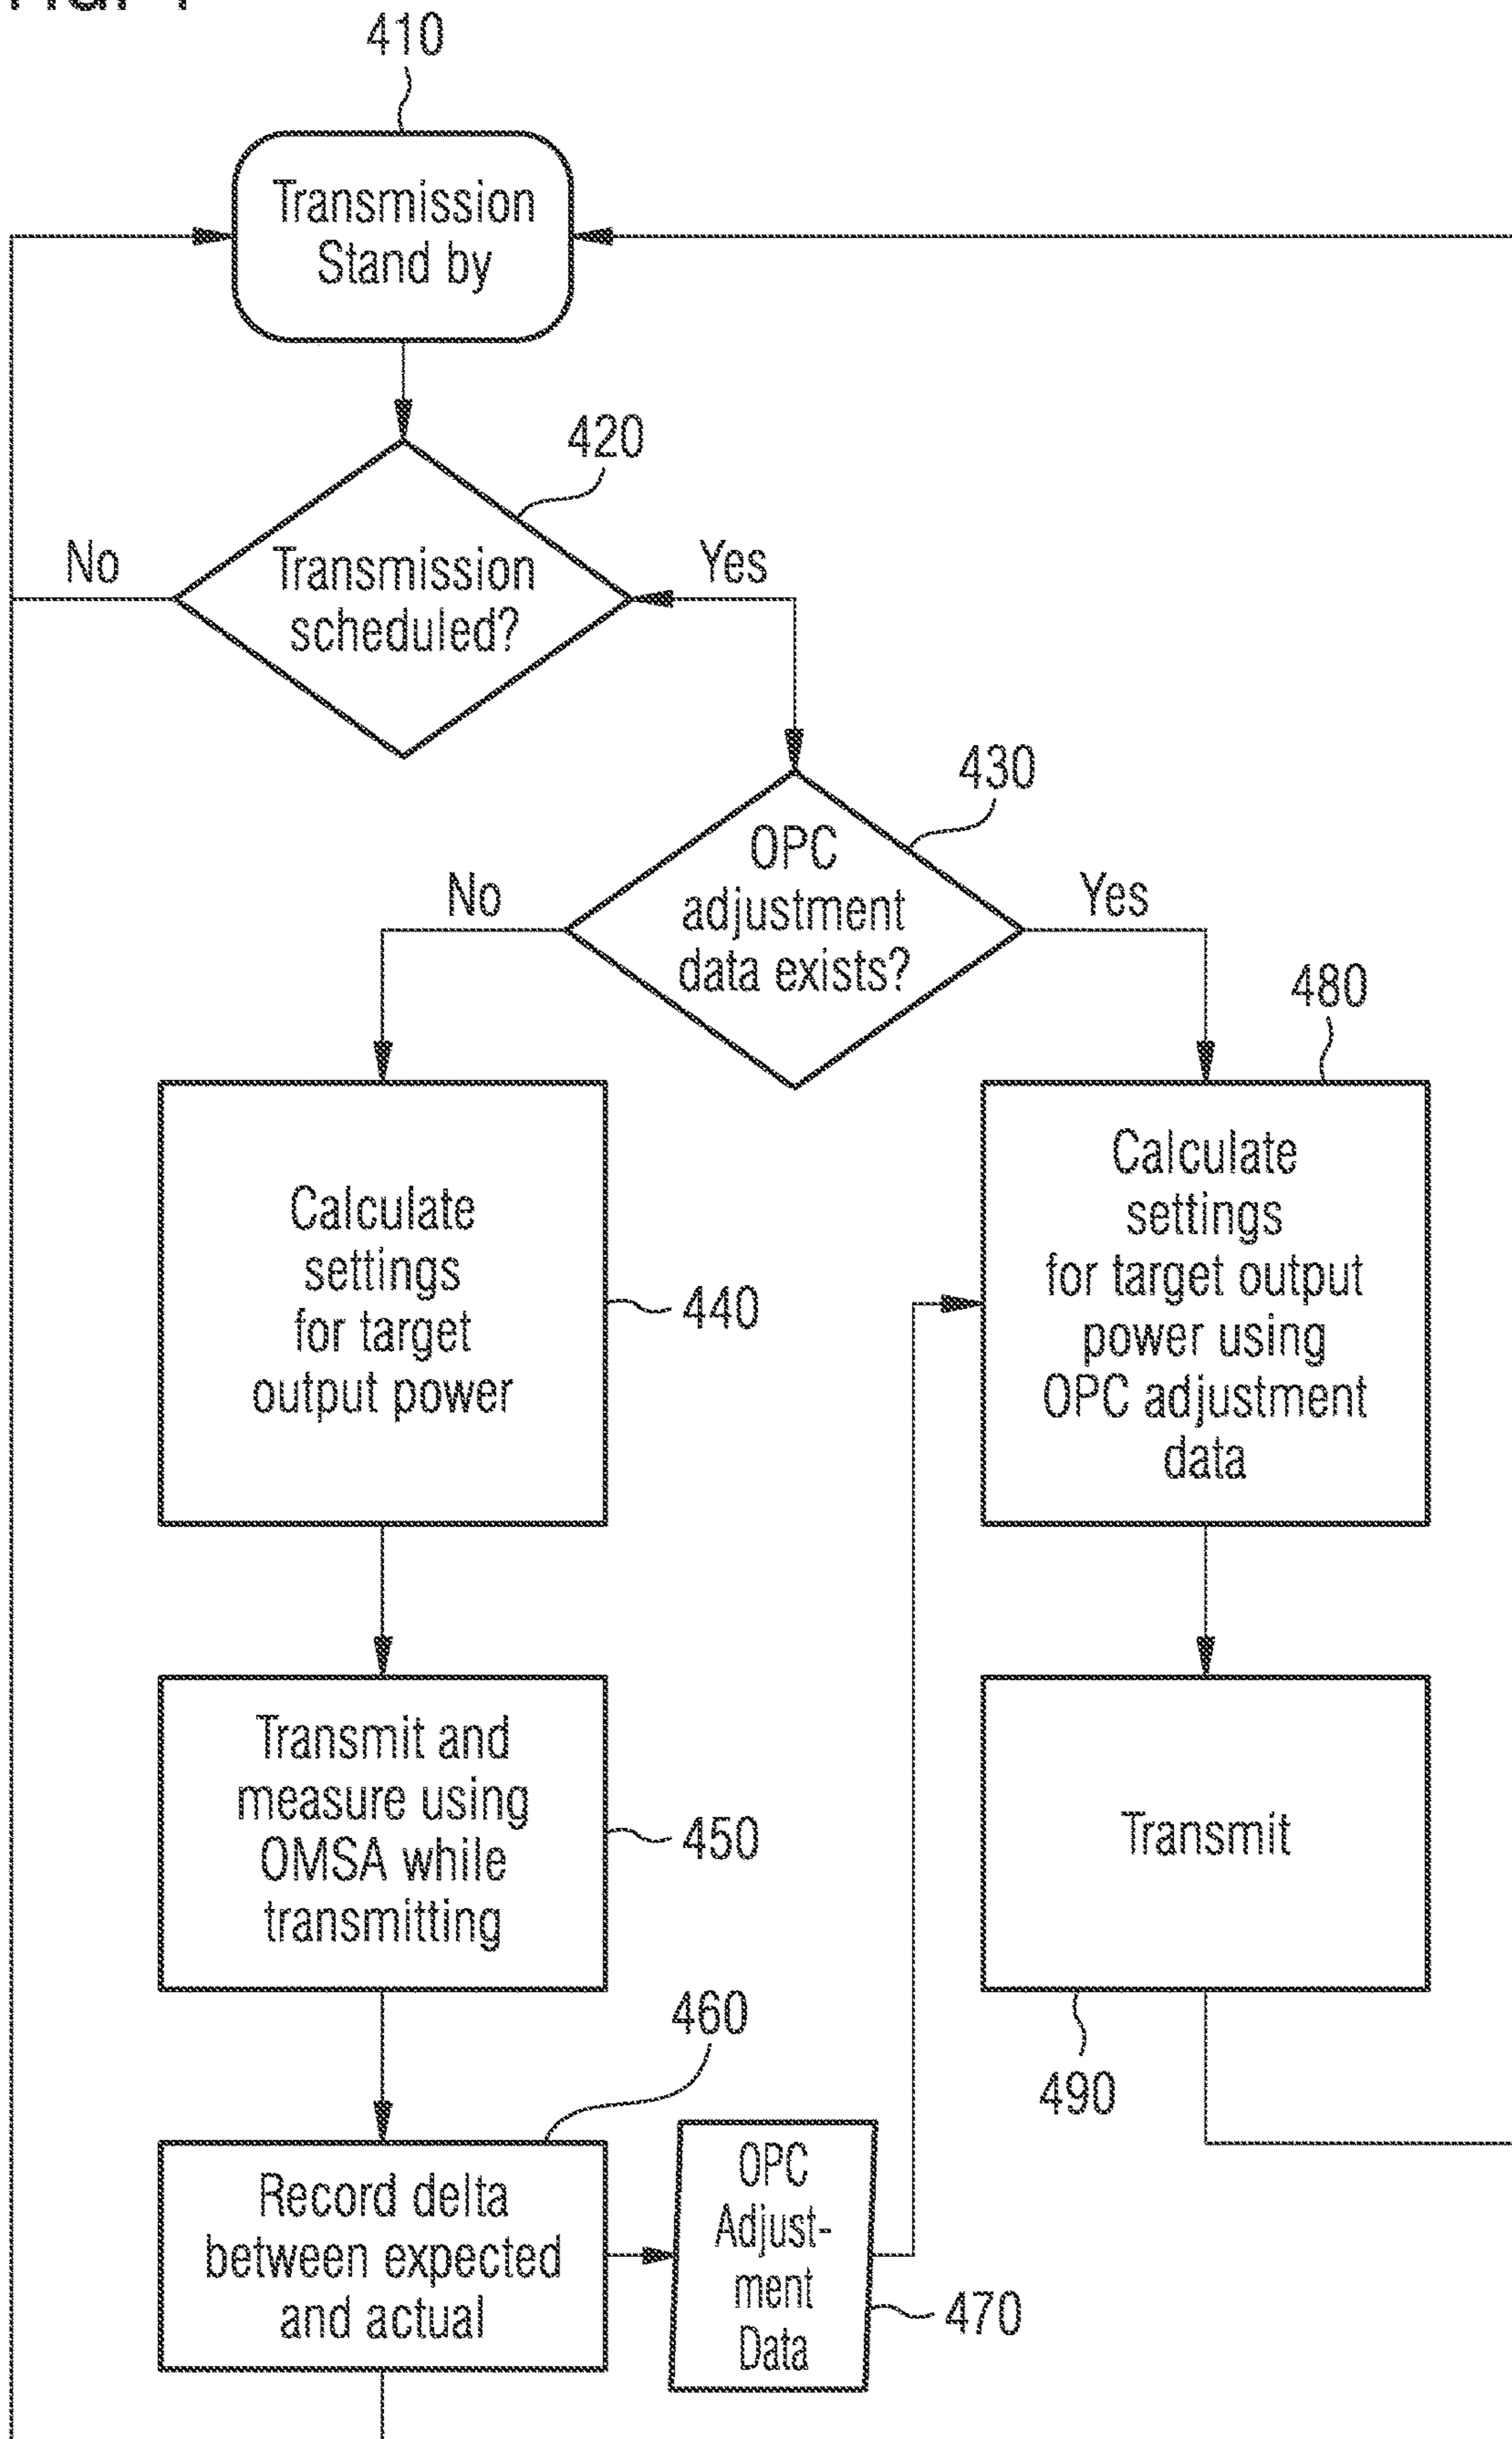 410
Transmission
Stand by
420
No
Transmission
scheduled?
Yes
430
OPC
adjustment
data exists?
No
Yes
480
Calculate
settings
for target
output power
440
Calculate
settings
for target output
power using
OPC adjustment
data
Transmit and
measure using
OMSA while
transmitting
450
Transmit
490
460
Record delta
between expected
and actual
OPC
Adjust-
ment
Data
470